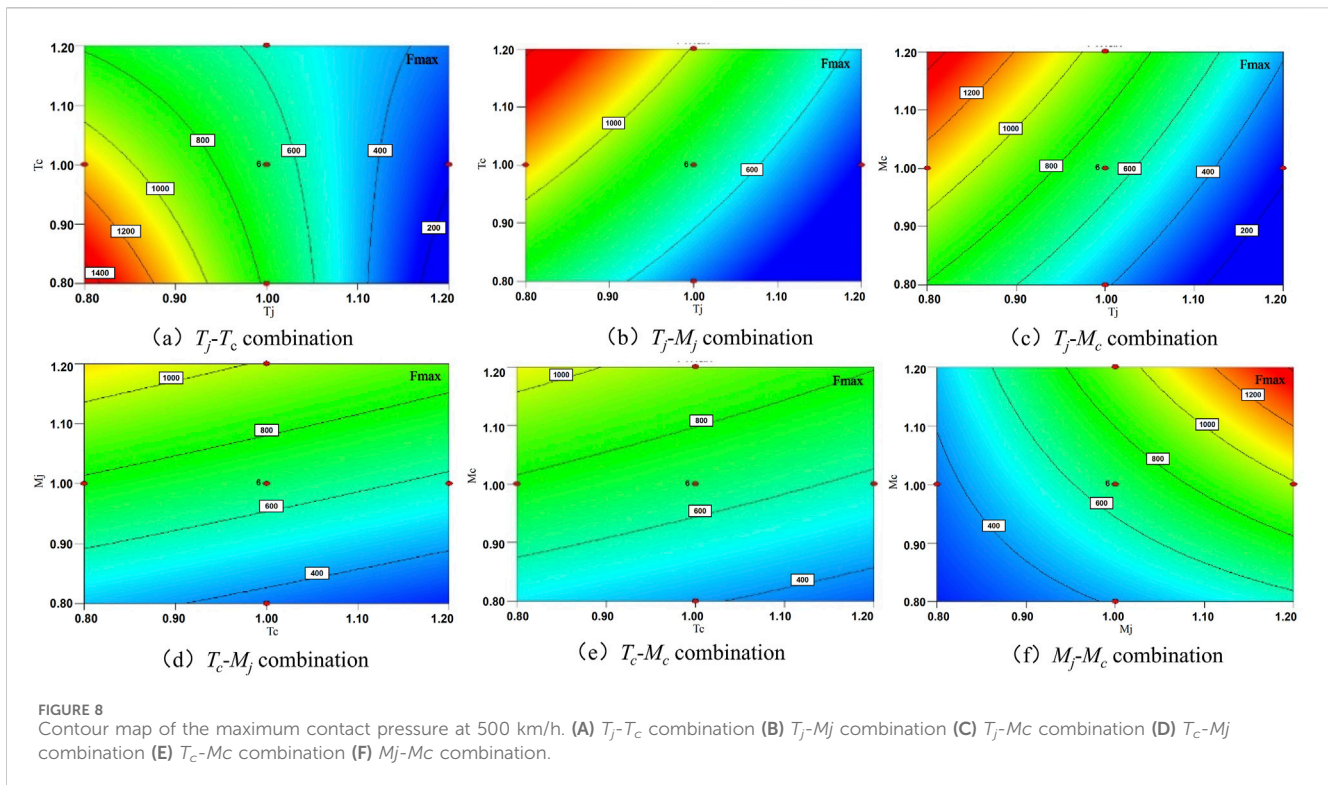 1.20
1.10
1.00
0.90
0.80
Tc
Fmax
800
600
400
6
1000
1200
200
1400
0.80 0.90 1.00 1.10 1.20
Tj
(a) Tj-Tc combination
1.20
1.10
1.00
0.90
0.80
Tc
Fmax
1000
6
600
0.80 0.90 1.00 1.10 1.20
Tj
(b) Tj-Mj combination
1.20
1.10
1.00
0.90
0.80
Mc
Fmax
1200
1000
800
6
600
400
200
0.80 0.90 1.00 1.10 1.20
Tj
(c) Tj-Mc combination
1.20
1.10
1.00
0.90
0.80
Mj
Fmax
1000
800
6
600
400
0.80 0.90 1.00 1.10 1.20
Tc
(d) Tc-Mj combination
1.20
1.10
1.00
0.90
0.80
Mc
Fmax
1000
800
6
600
400
0.80 0.90 1.00 1.10 1.20
Tc
(e) Tc-Mc combination
1.20
1.10
1.00
0.90
0.80
Mc
Fmax
1200
1000
800
6
600
400
0.80 0.90 1.00 1.10 1.20
Mj
(f) Mj-Mc combination
FIGURE 8
Contour map of the maximum contact pressure at 500 km/h. (A) Tj-Tc combination (B) Tj-Mj combination (C) Tj-Mc combination (D) Tc-Mj
combination (E) Tc-Mc combination (F) Mj-Mc combination.